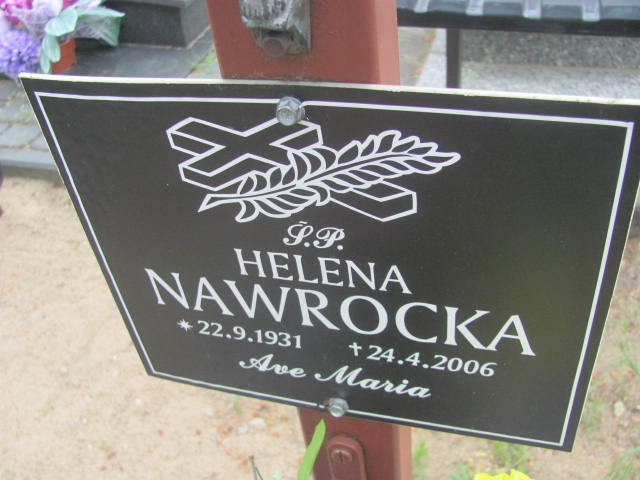 Ś.P.
HELENA
NAWROCKA
* 22.9.1931 † 24.4.2006
Ave Maria